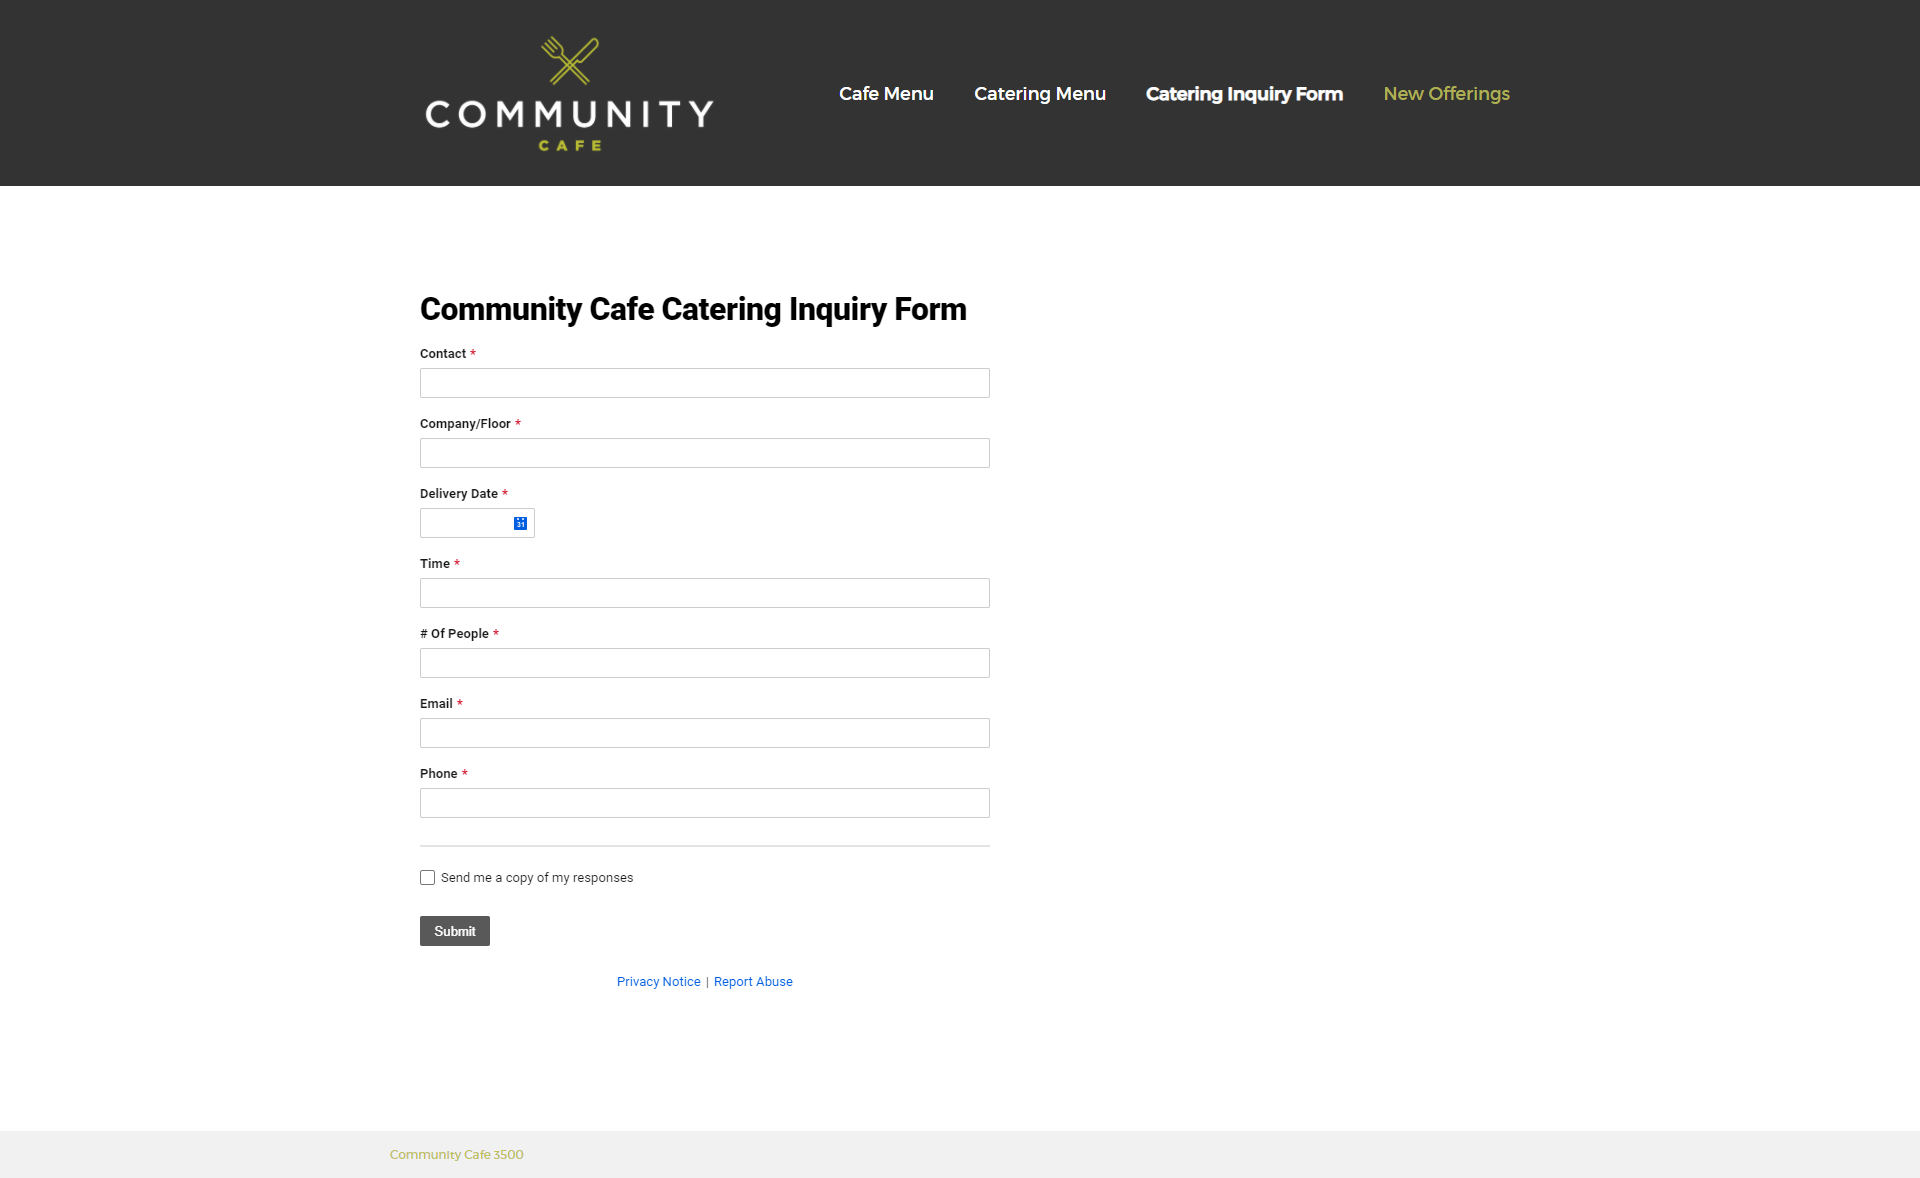 COMMUNITY
CAFE
Cafe Menu
Catering Menu
Catering Inquiry Form
New Offerings
Community Cafe Catering Inquiry Form
Contact *
Company/Floor *
Delivery Date *
31
Time *
# Of People *
Email *
Phone *
Send me a copy of my responses
Submit
Privacy Notice | Report Abuse
Community Cafe 3500